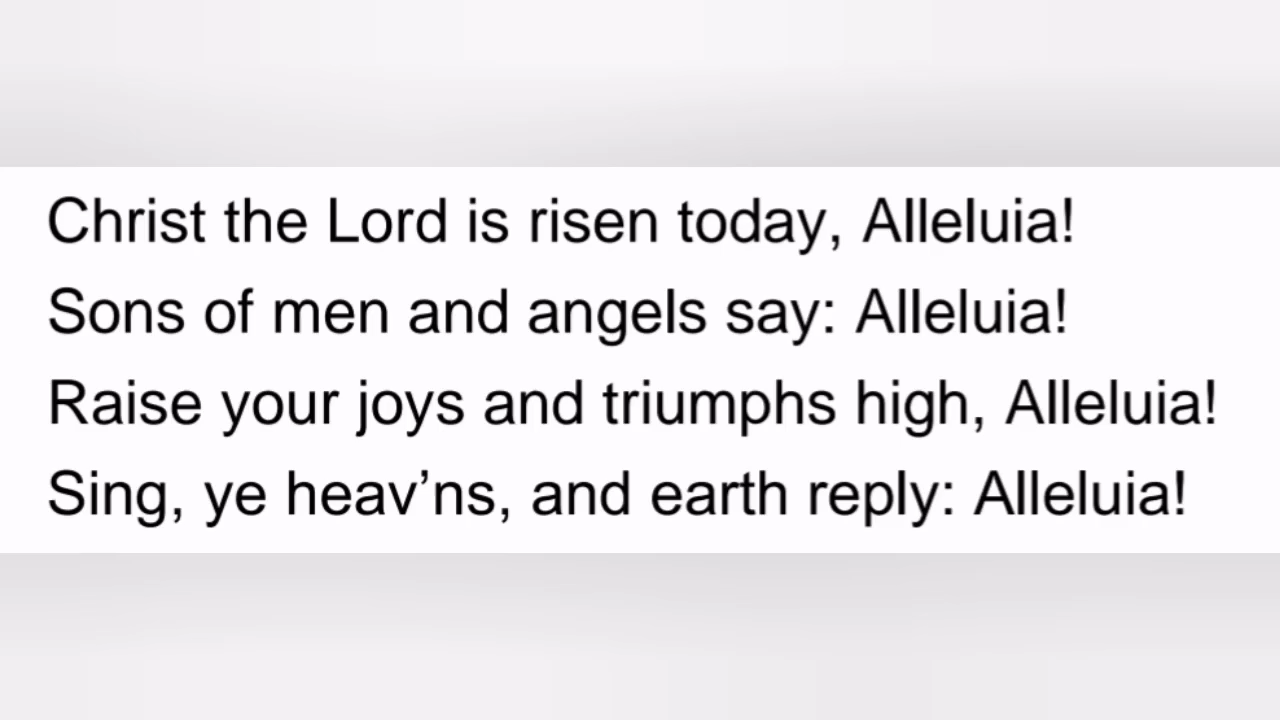 Christ the Lord is risen today, Alleluia!
Sons of men and angels say: Alleluia!
Raise your joys and triumphs high, Alleluia!
Sing, ye heav’ns, and earth reply: Alleluia!